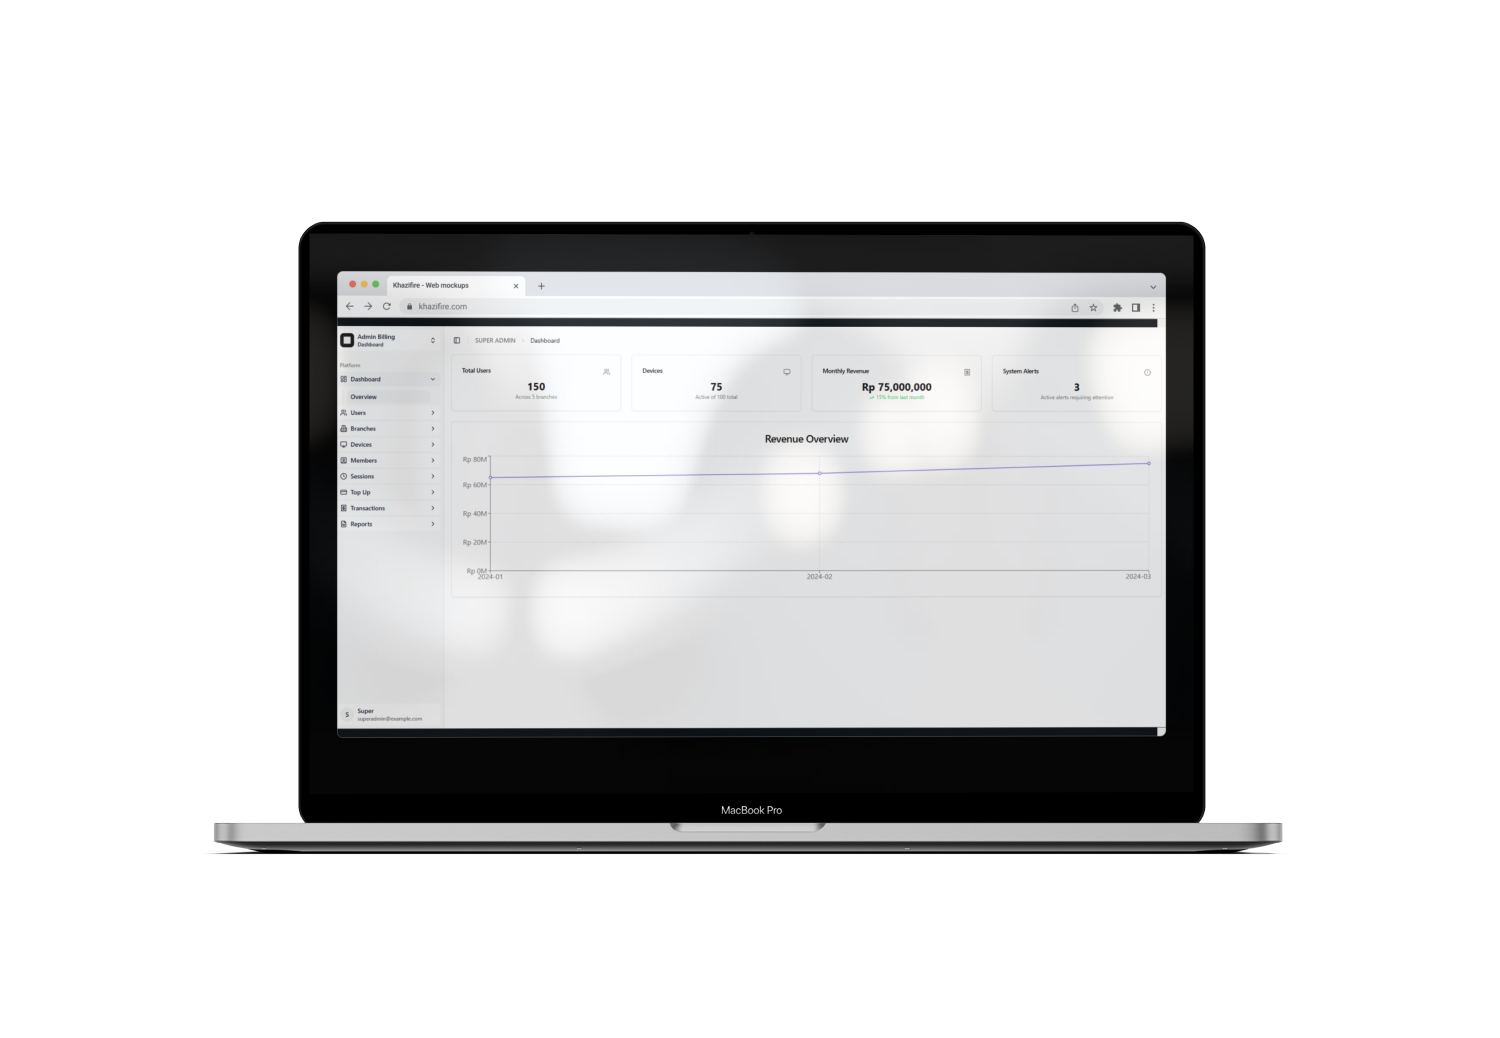 Khazifire - Web mockups
khazifire.com
Admin Billing
Dashboard
SUPER ADMIN
Dashboard
Platform
Dashboard
Overview
Users
Branches
Devices
Members
Sessions
Top Up
Transactions
Reports
S
Super
superadmin@example.com
Total Users
150
Across 3 branches
Devices
75
Active of 100 total
Monthly Revenue
Rp 75,000,000
15% from last month
System Alerts
3
Active alerts requiring attention
Revenue Overview
Rp 80M
Rp 60M
Rp 40M
Rp 20M
Rp 0M
2024-01 2024-02 2024-03
MacBook Pro